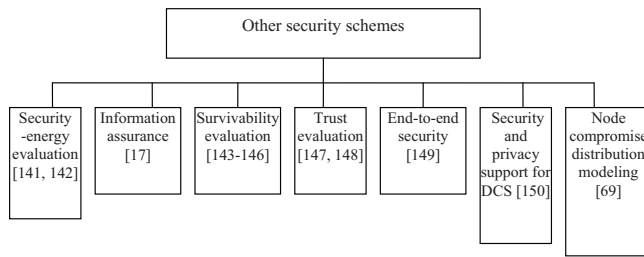 Other security schemes
Security
-energy
evaluation
[141, 142]
Information
assurance
[17]
Survivability
evaluation
[143-146]
Trust
evaluation
[147, 148]
End-to-end
security
[149]
Security
and
privacy
support for
DCS [150]
Node
compromise
distribution
modeling
[69]